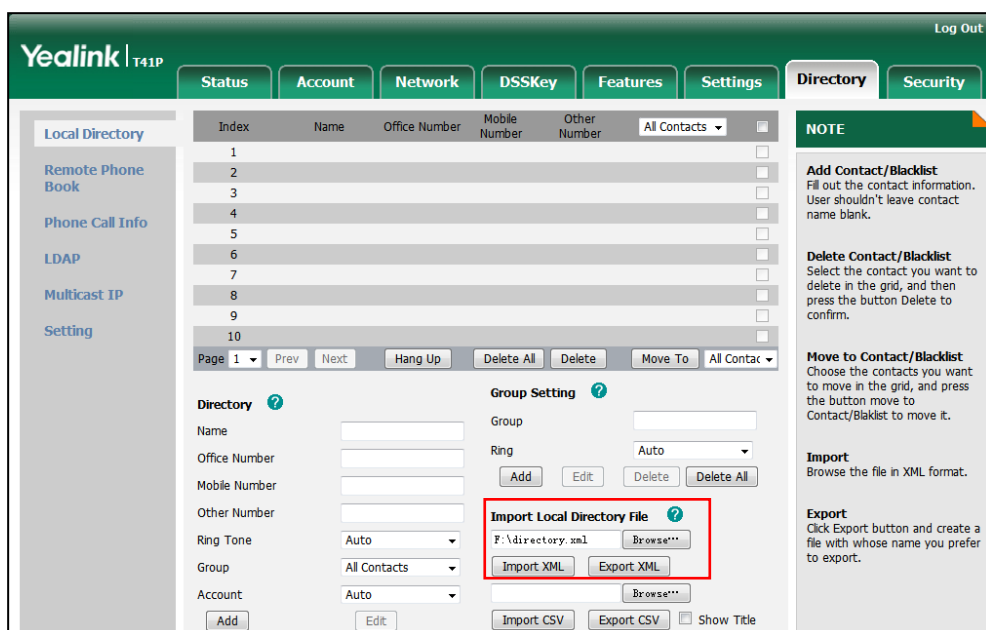 Log Out
Yealink T41P
Status Account Network DSSKey Features Settings Directory Security
Local Directory
Remote Phone
Book
Phone Call Info
LDAP
Multicast IP
Setting
Index Name Office Number Mobile Number Other Number All Contacts
1
2
3
4
5
6
7
8
9
10
Page 1 Prev Next Hang Up Delete All Delete Move To All Contac
Directory ?
Name
Office Number
Mobile Number
Other Number
Ring Tone Auto
Group All Contacts
Account Auto
Add Edit
Group Setting ?
Group
Ring Auto
Add Edit Delete Delete All
Import Local Directory File ?
F:\directory.xml Browse...
Import XML Export XML
Browse...
Import CSV Export CSV Show Title
NOTE
Add Contact/Blacklist
Fill out the contact information.
User shouldn't leave contact
name blank.
Delete Contact/Blacklist
Select the contact you want to
delete in the grid, and then
press the button Delete to
confirm.
Move to Contact/Blacklist
Choose the contacts you want
to move in the grid, and press
the button move to
Contact/Blaklist to move it.
Import
Browse the file in XML format.
Export
Click Export button and create a
file with whose name you prefer
to export.